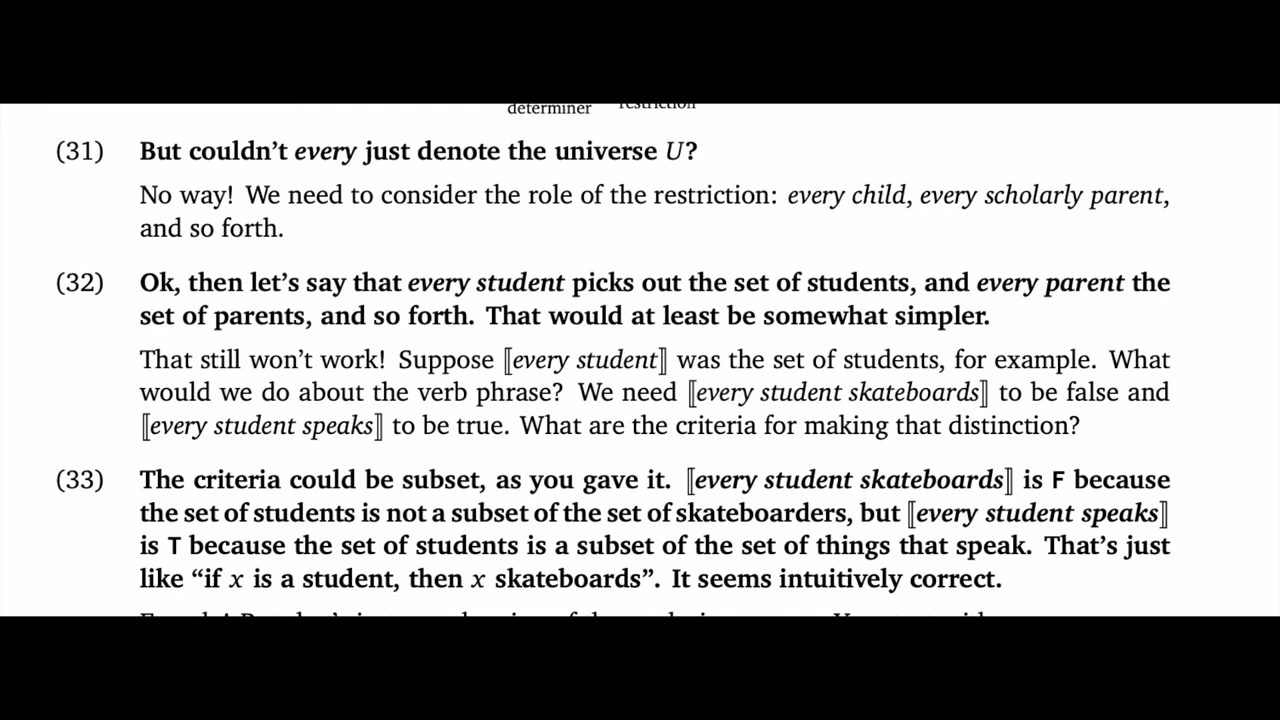 determiner restriction
(31) But couldn’t every just denote the universe U?
No way! We need to consider the role of the restriction: every child, every scholarly parent,
and so forth.
(32) Ok, then let’s say that every student picks out the set of students, and every parent the
set of parents, and so forth. That would at least be somewhat simpler.
That still won’t work! Suppose ⟦every student⟧ was the set of students, for example. What
would we do about the verb phrase? We need ⟦every student skateboards⟧ to be false and
⟦every student speaks⟧ to be true. What are the criteria for making that distinction?
(33) The criteria could be subset, as you gave it. ⟦every student skateboards⟧ is F because
the set of students is not a subset of the set of skateboarders, but ⟦every student speaks⟧
is T because the set of students is a subset of the set of things that speak. That’s just
like “if x is a student, then x skateboards”. It seems intuitively correct.